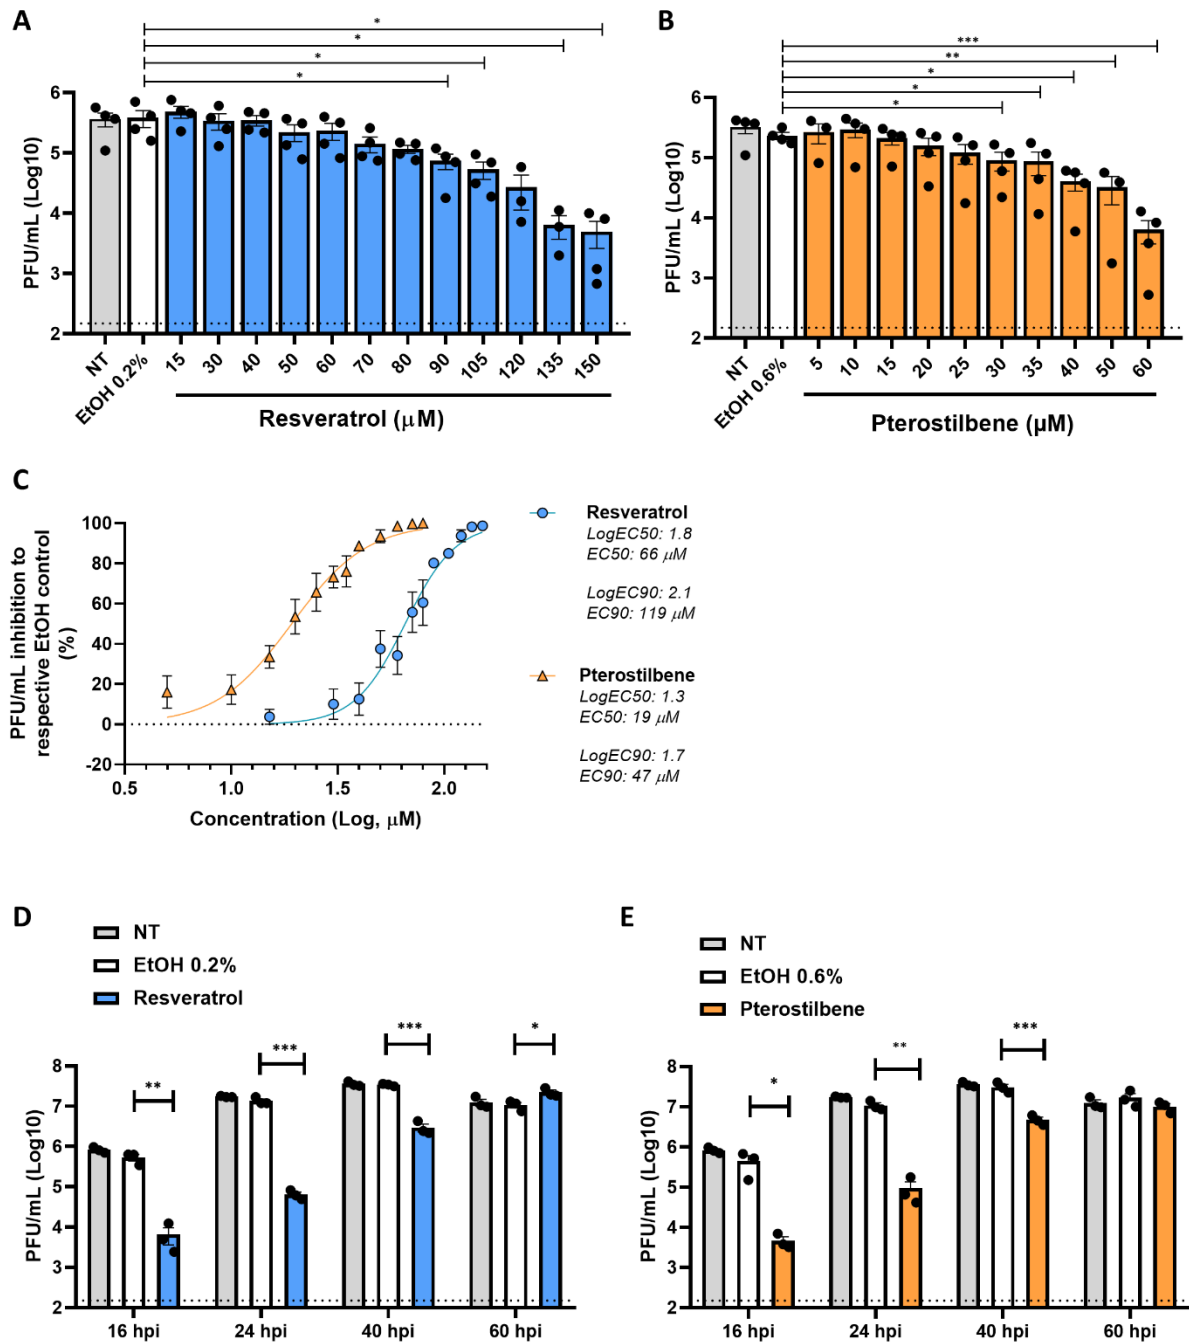 A
*
*
*
*
PFU/mL (Log10)
6
5
4
3
2
NT
EtOH 0.2%
15
30
40
50
60
70
80
90
105
120
135
150
Resveratrol (μM)
B
***
**
*
*
*
PFU/mL (Log10)
6
5
4
3
2
NT
EtOH 0.6%
5
10
15
20
25
30
35
40
50
60
Pterostilbene (μM)
C
PFU/mL inhibition to
respective EtOH control
(%)
100
80
60
40
20
0
-20
0.5
1.0
1.5
2.0
Concentration (Log, μM)
Resveratrol
LogEC50: 1.8
EC50: 66 μM
LogEC90: 2.1
EC90: 119 μM
Pterostilbene
LogEC50: 1.3
EC50: 19 μM
LogEC90: 1.7
EC90: 47 μM
D
NT
EtOH 0.2%
Resveratrol
**
***
***
*
PFU/mL (Log10)
8
7
6
5
4
3
2
16 hpi
24 hpi
40 hpi
60 hpi
E
NT
EtOH 0.6%
Pterostilbene
*
**
***
PFU/mL (Log10)
8
7
6
5
4
3
2
16 hpi
24 hpi
40 hpi
60 hpi